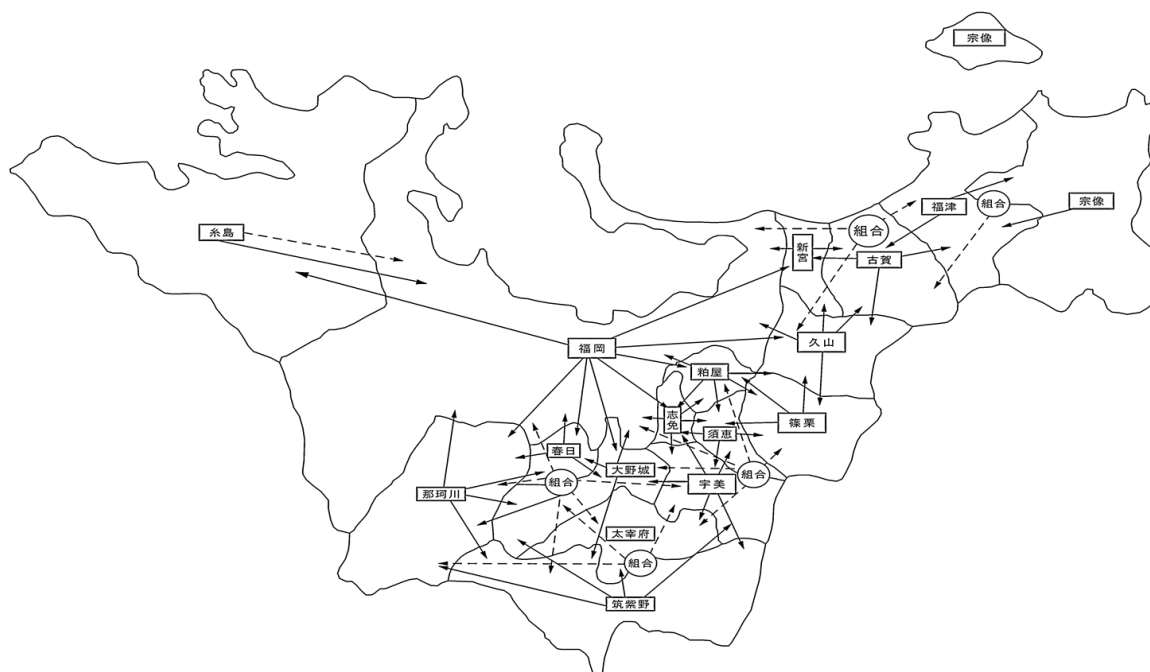 宗像
福津
組合
宗像
組合
糸島
新宮
古賀
久山
福岡
粕屋
志免
篠栗
須恵
春日
大野城
組合
宇美
組合
那珂川
太宰府
組合
筑紫野